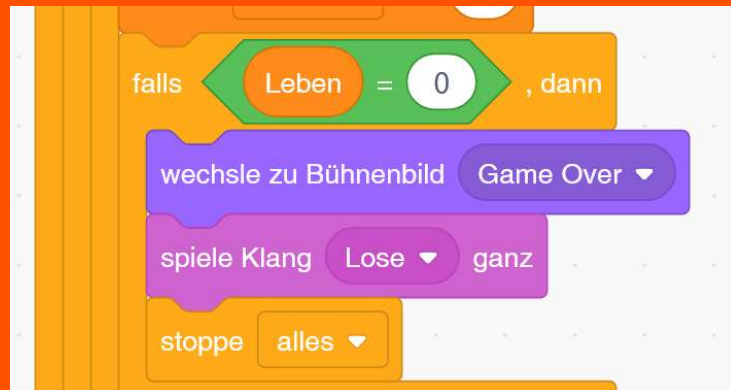 falls Leben = 0 , dann
wechsle zu Bühnenbild Game Over
spiele Klang Lose ganz
stoppe alles